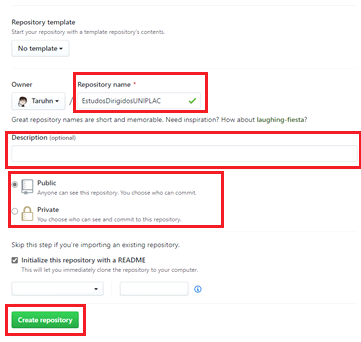 Repository template
Start your repository with a template repository's contents.
No template
Owner Repository name *
Taruhn / EstudosDirigidosUNIPLAC
Great repository names are short and memorable. Need inspiration? How about laughing-fiesta?
Description (optional)
Public
Anyone can see this repository. You choose who can commit.
Private
You choose who can see and commit to this repository.
Skip this step if you're importing an existing repository.
Initialize this repository with a README
This will let you immediately clone the repository to your computer.
Create repository